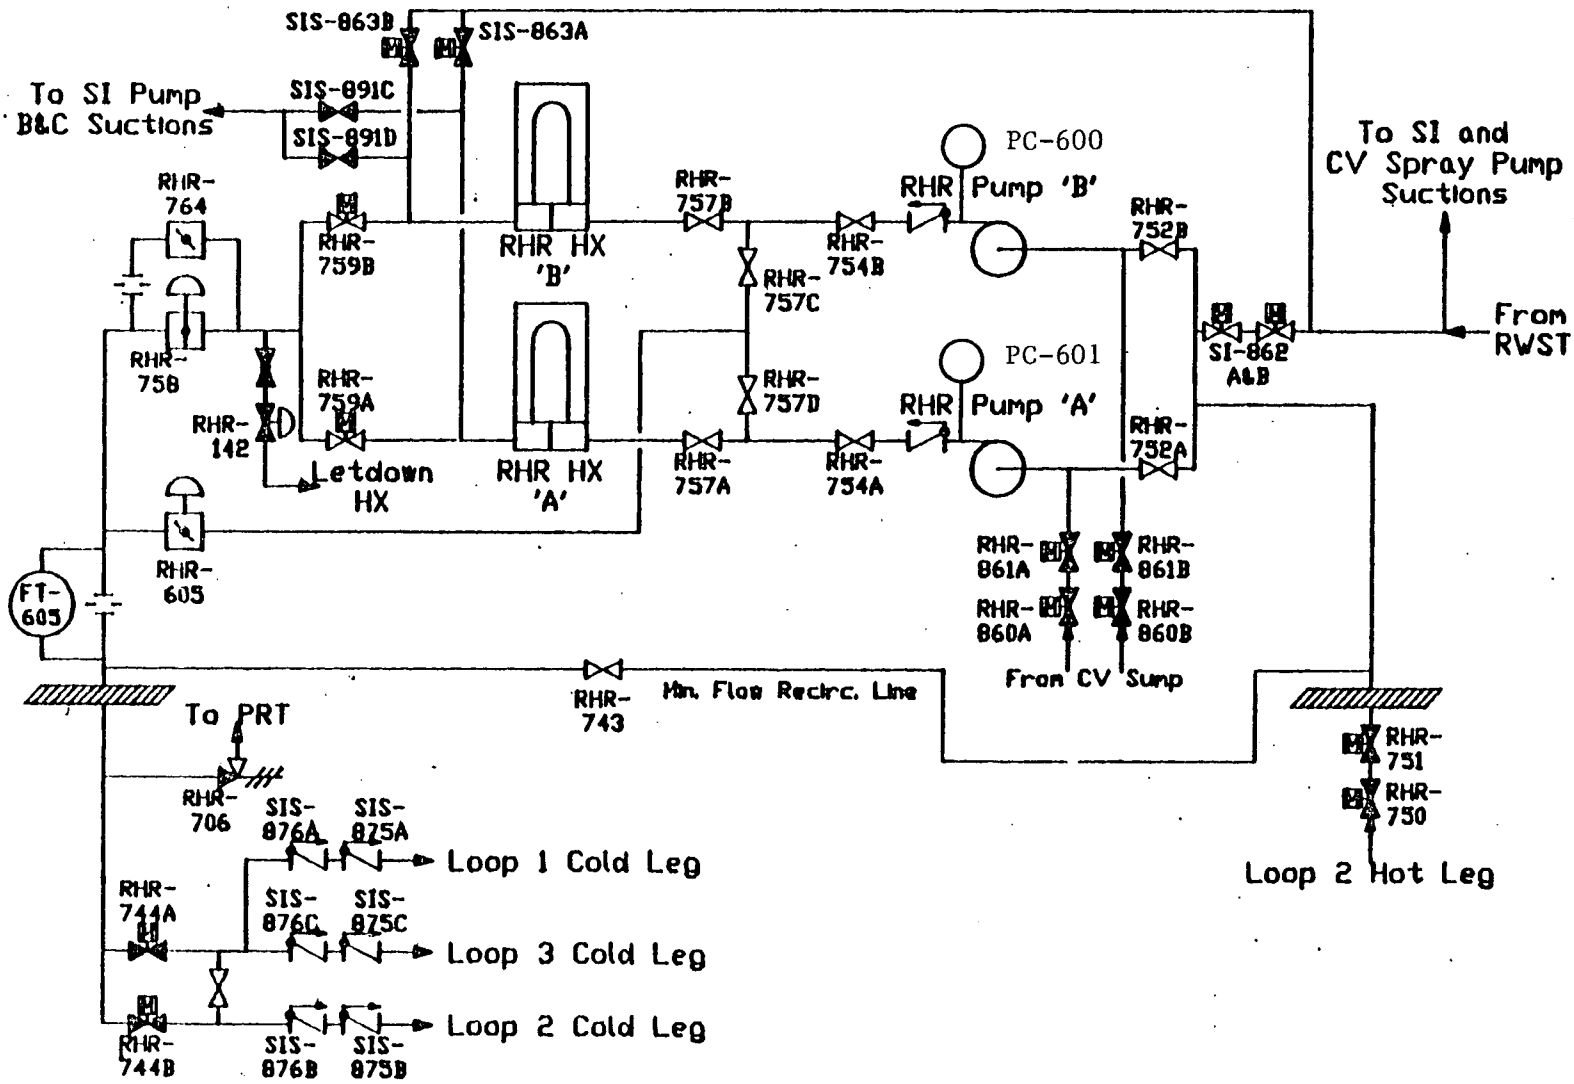 SIS-863B
SIS-863A
To SI Pump
B&C Suctions
SIS-891C
SIS-891D
RHR-
764
RHR-
759B
RHR HX
'B'
RHR-
757B
RHR-
757C
RHR-
754B
PC-600
RHR Pump 'B'
RHR-
752B
To SI and
CV Spray Pump
Suctions
From
RWST
SI-862
A&B
RHR-
758
RHR-
142
Letdown
HX
RHR-
759A
RHR HX
'A'
RHR-
757A
RHR-
757D
RHR-
754A
PC-601
RHR Pump 'A'
RHR-
752A
RHR-
605
FT-
605
RHR-
861A
RHR-
861B
RHR-
860A
RHR-
860B
From CV Sump
RHR-
743
Min. Flow Recirc. Line
To PRT
RHR-
706
RHR-
751
RHR-
750
Loop 2 Hot Leg
SIS-
876A
SIS-
875A
Loop 1 Cold Leg
RHR-
744A
SIS-
876C
SIS-
875C
Loop 3 Cold Leg
RHR-
744B
SIS-
876B
SIS-
875B
Loop 2 Cold Leg